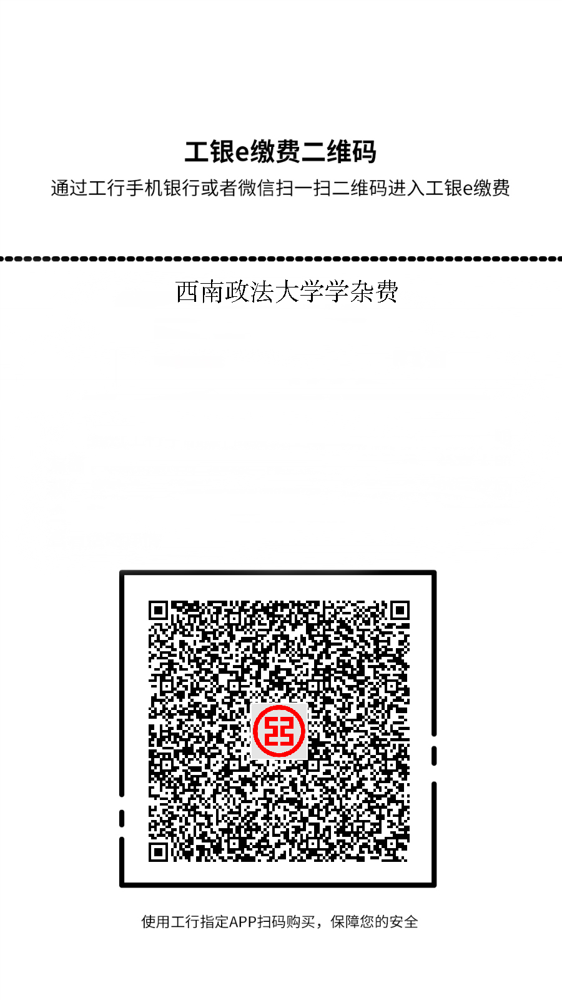 工银e缴费二维码
通过工行手机银行或者微信扫一扫二维码进入工银e缴费
西南政法大学学杂费
使用工行指定APP扫码购买，保障您的安全